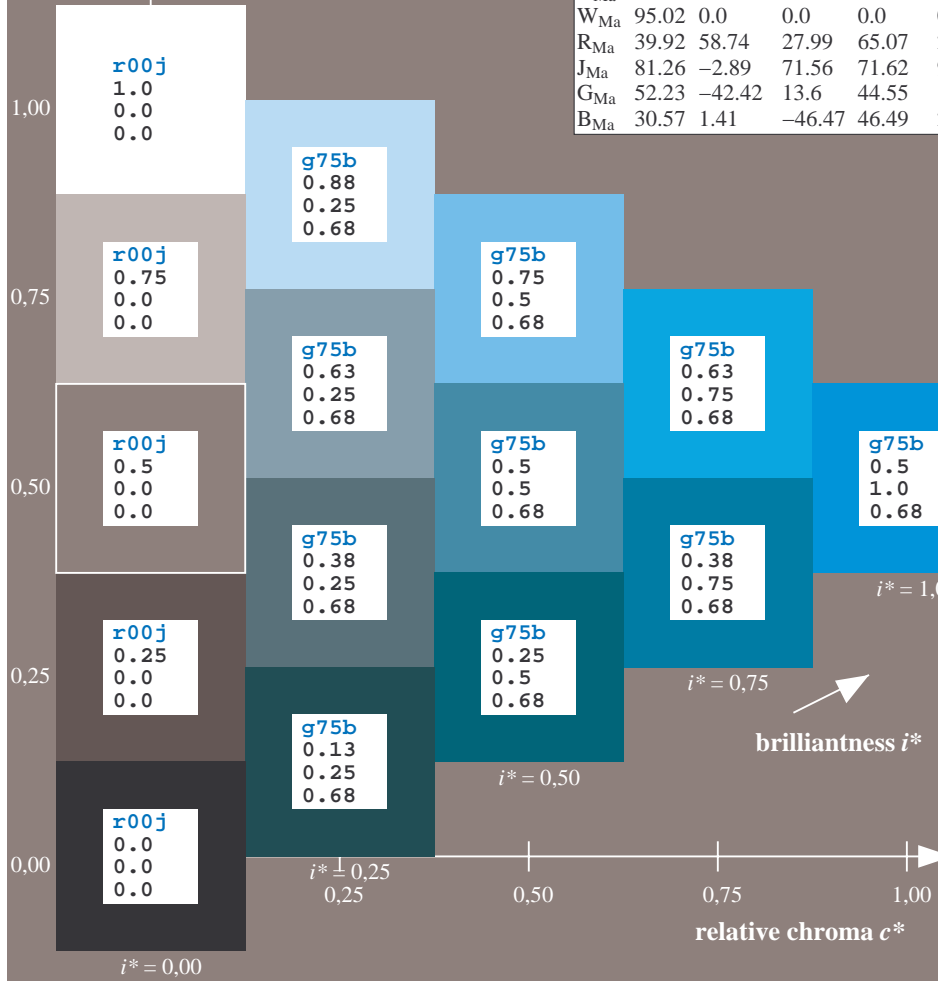 W_Ma 95.02 0.0 0.0 0.0
R_Ma 39.92 58.74 27.99 65.07
J_Ma 81.26 −2.89 71.56 71.62
G_Ma 52.23 −42.42 13.6 44.55
B_Ma 30.57 1.41 −46.47 46.49
r00j
1.0
0.0
0.0
1,00
g75b
0.88
0.25
0.68
r00j
0.75
0.0
0.0
g75b
0.75
0.5
0.68
0,75
g75b
0.63
0.25
0.68
g75b
0.63
0.75
0.68
r00j
0.5
0.0
0.0
g75b
0.5
0.5
0.68
g75b
0.5
1.0
0.68
0,50
g75b
0.38
0.25
0.68
g75b
0.38
0.75
0.68
i* = 1,0
r00j
0.25
0.0
0.0
g75b
0.25
0.5
0.68
0,25
i* = 0,75
g75b
0.13
0.25
0.68
brilliantness i*
i* = 0,50
r00j
0.0
0.0
0.0
0,00
i* = 0,25
0,25 0,50 0,75 1,00
relative chroma c*
i* = 0,00